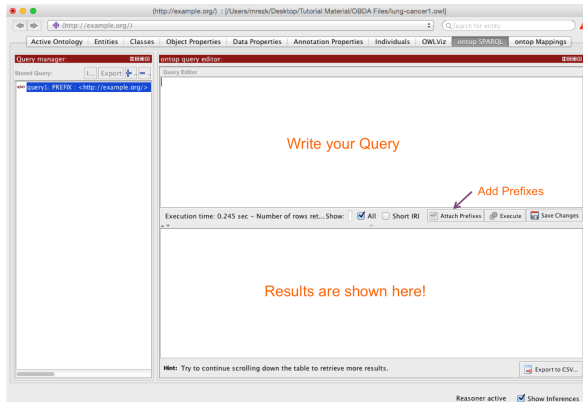 (http://example.org/) : [/Users/mrezk/Desktop/Tutorial Material/OBDA Files/lung-cancer1.owl]
(http://example.org/)
Search for entity
Active Ontology Entities Classes Object Properties Data Properties Annotation Properties Individuals OWLViz ontop SPARQL ontop Mappings
Query manager:
ontop query editor:
Stored Query: I... Export
Query Editor
query1: PREFIX : <http://example.org/>
Write your Query
Add Prefixes
Execution time: 0.245 sec - Number of rows ret... Show: All Short IRI Attach Prefixes Execute Save Changes
Results are shown here!
Hint: Try to continue scrolling down the table to retrieve more results.
Export to CSV...
Reasoner active Show Inferences